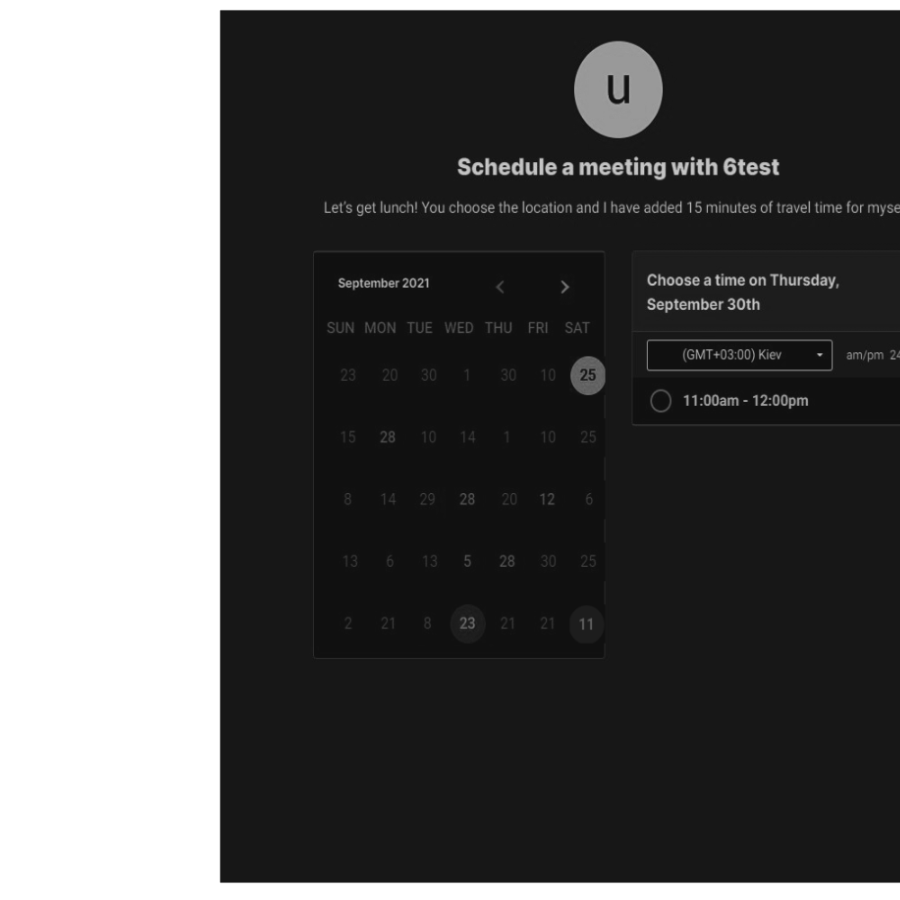 u
Schedule a meeting with 6test
Let's get lunch! You choose the location and I have added 15 minutes of travel time for myse
September 2021
SUN MON TUE WED THU FRI SAT
23 20 30 1 30 10 25
15 28 10 14 1 10 25
8 14 29 28 20 12 6
13 6 13 5 28 30 25
2 21 8 23 21 21 11
Choose a time on Thursday,
September 30th
(GMT+03:00) Kiev am/pm 24
11:00am - 12:00pm